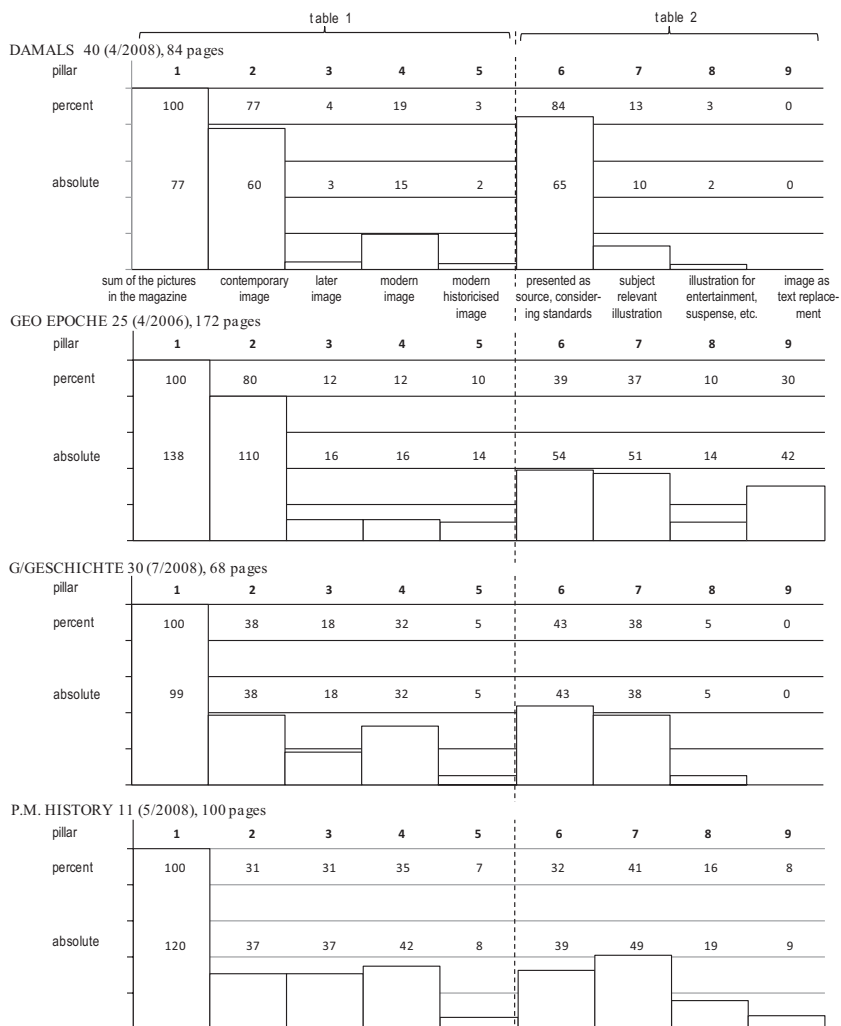 table 1 table 2
DAMALS 40 (4/2008), 84 pages
pillar 1 2 3 4 5 6 7 8 9
percent 100 77 4 19 3 84 13 3 0
absolute 77 60 3 15 2 65 10 2 0
sum of the pictures contemporary later modern modern presented as subject illustration for image as
in the magazine image image image historicised source, consider- relevant entertainment, text replace-
image ing standards illustration suspense, etc. ment
GEO EPOCHE 25 (4/2006), 172 pages
pillar 1 2 3 4 5 6 7 8 9
percent 100 80 12 12 10 39 37 10 30
absolute 138 110 16 16 14 54 51 14 42
G/GESCHICHTE 30 (7/2008), 68 pages
pillar 1 2 3 4 5 6 7 8 9
percent 100 38 18 32 5 43 38 5 0
absolute 99 38 18 32 5 43 38 5 0
P.M. HISTORY 11 (5/2008), 100 pages
pillar 1 2 3 4 5 6 7 8 9
percent 100 31 31 35 7 32 41 16 8
absolute 120 37 37 42 8 39 49 19 9